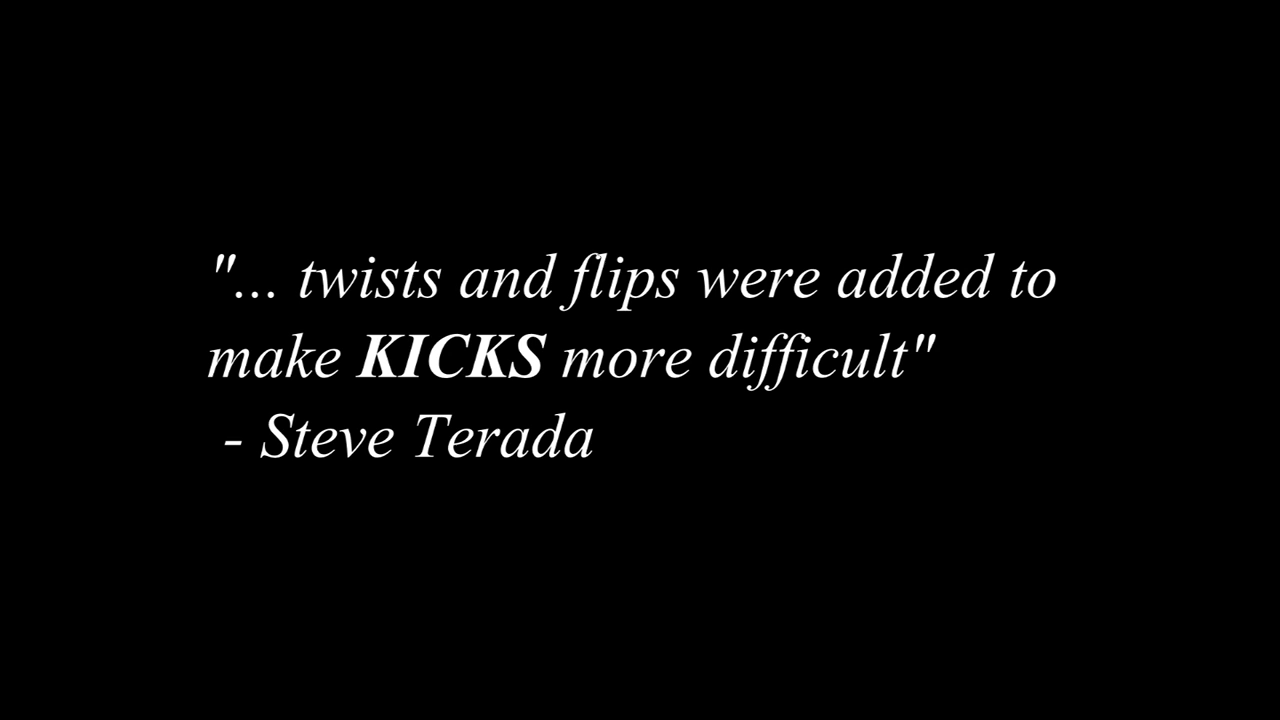 "... twists and flips were added to
make KICKS more difficult"
- Steve Terada